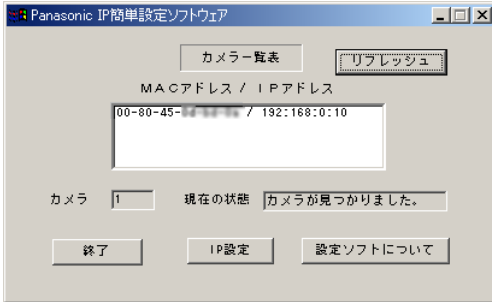 Panasonic IP簡単設定ソフトウェア
カメラ一覧表
リフレッシュ
MACアドレス / IPアドレス
00-80-45- / 192:168:0:10
カメラ 1 現在の状態 カメラが見つかりました。
終了 IP設定 設定ソフトについて